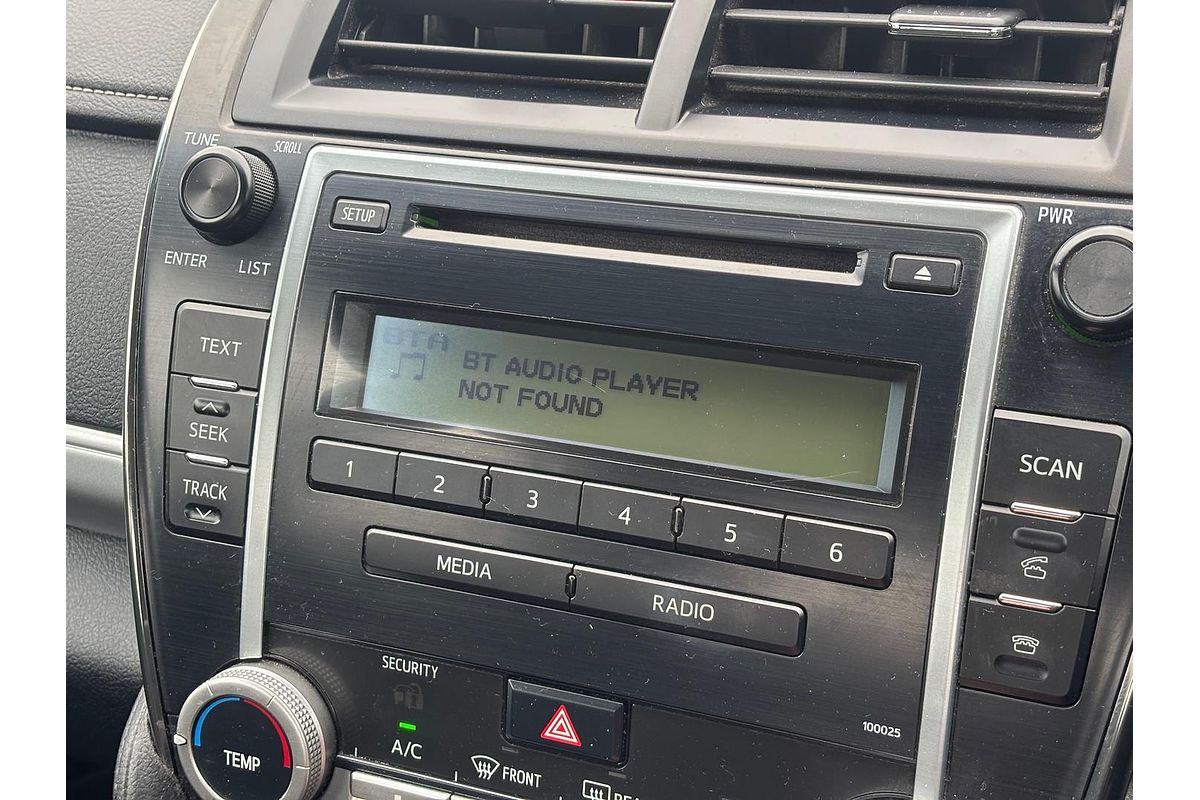 TUNE
SCROLL
SETUP
PWR
ENTER
LIST
TEXT
BTA
BT AUDIO PLAYER
NOT FOUND
SEEK
TRACK
SCAN
1 2 3 4 5 6
MEDIA
RADIO
SECURITY
100025
A/C
TEMP
FRONT